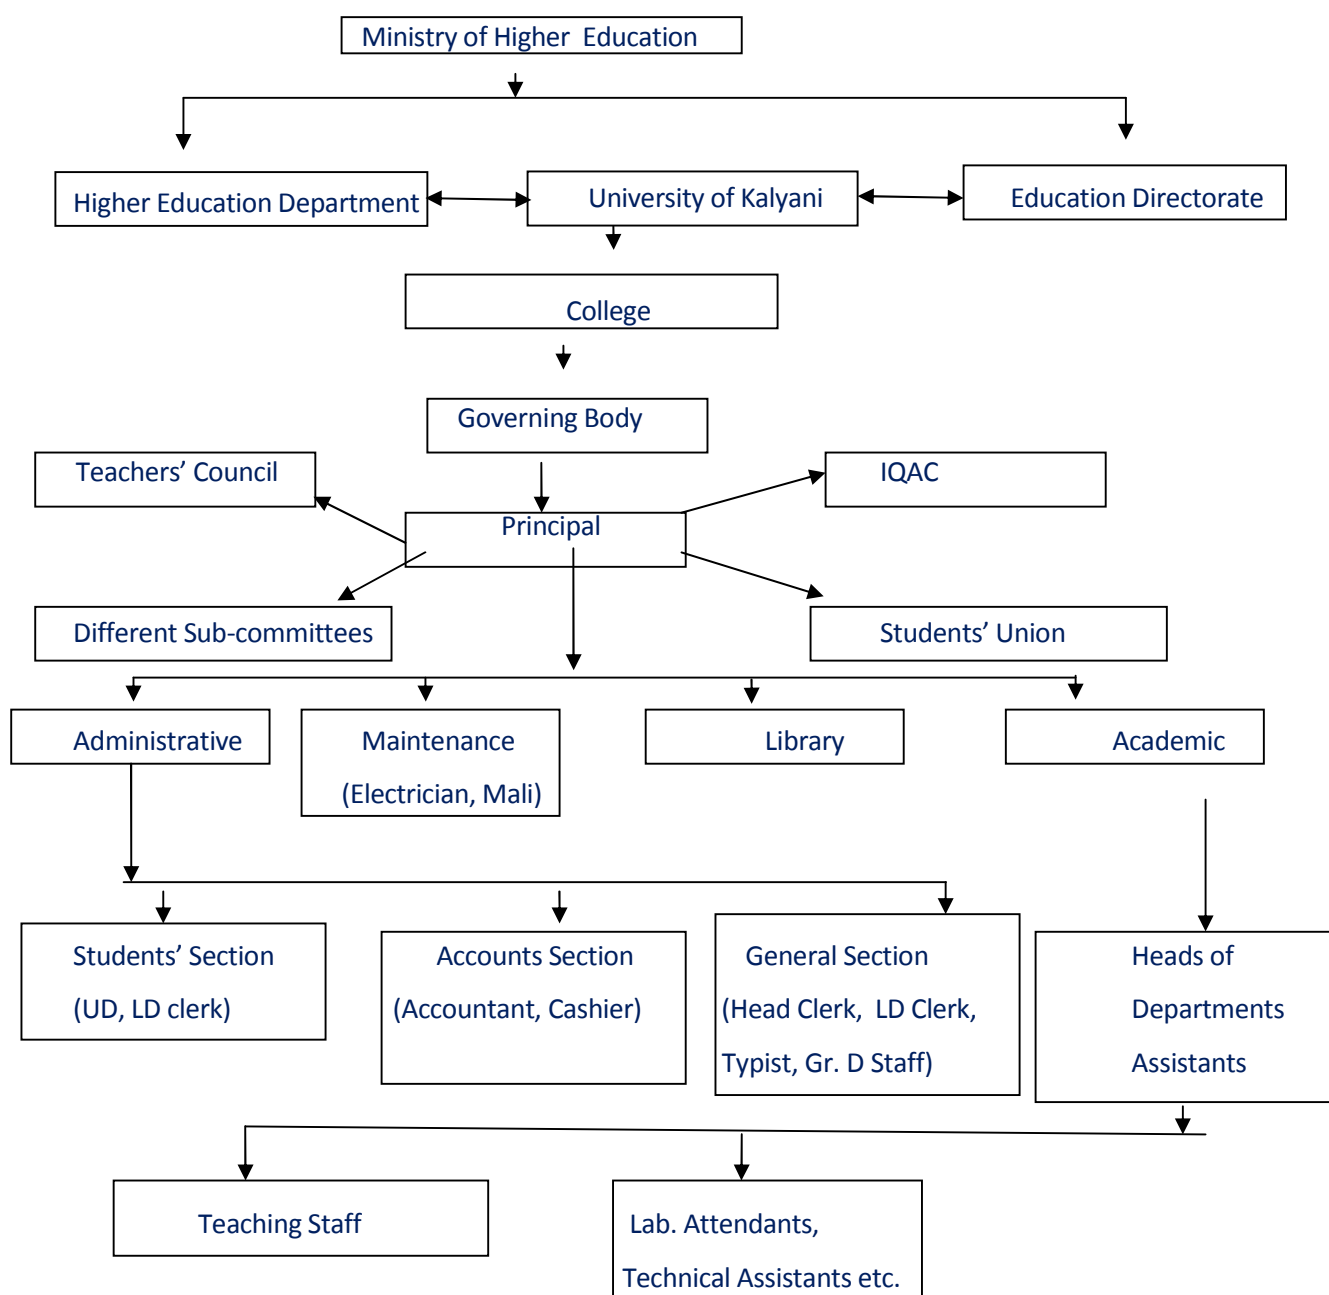 Ministry of Higher Education
Higher Education Department
University of Kalyani
Education Directorate
College
Governing Body
Teachers’ Council
IQAC
Principal
Different Sub-committees
Students’ Union
Administrative
Maintenance
(Electrician, Mali)
Library
Academic
Students’ Section
(UD, LD clerk)
Accounts Section
(Accountant, Cashier)
General Section
(Head Clerk, LD Clerk,
Typist, Gr. D Staff)
Heads of
Departments
Assistants
Teaching Staff
Lab. Attendants,
Technical Assistants etc.